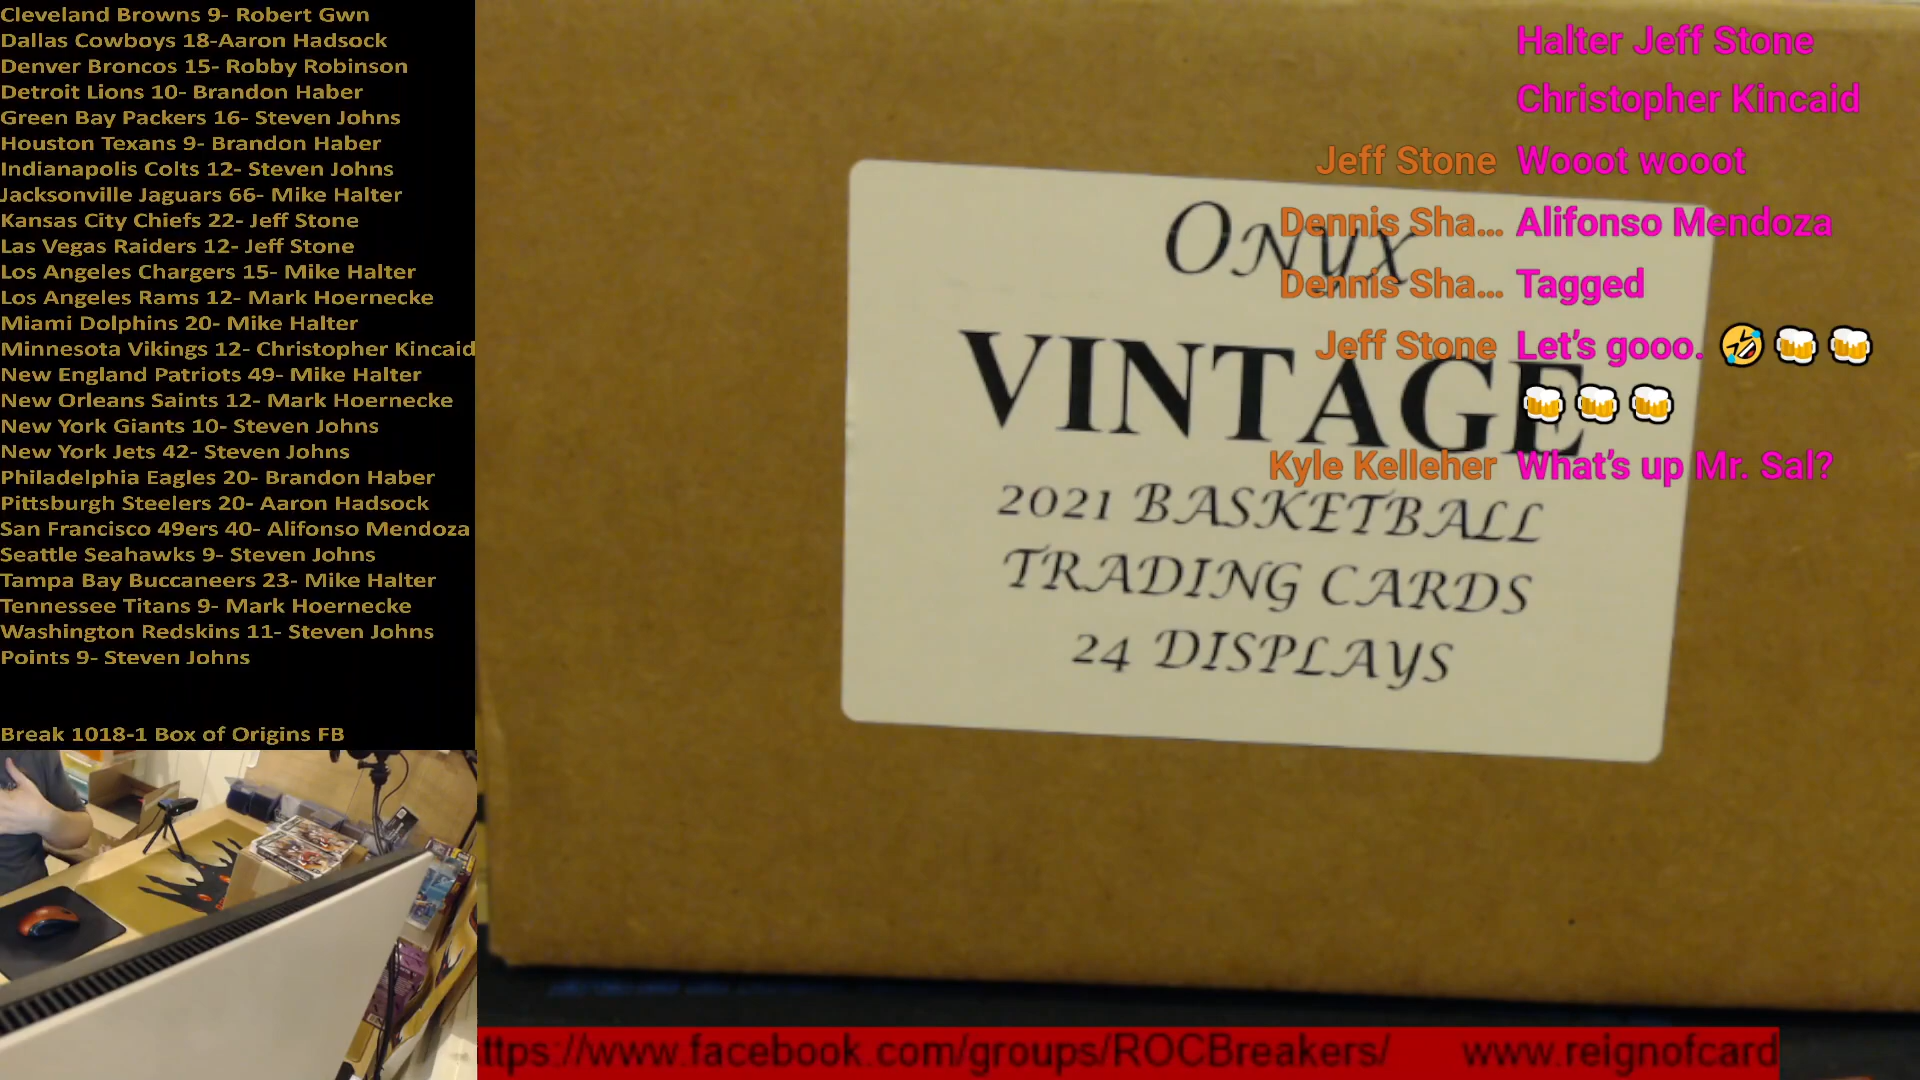 Cleveland Browns 9- Robert Gwn
Dallas Cowboys 18-Aaron Hadsock
Denver Broncos 15- Robby Robinson
Detroit Lions 10- Brandon Haber
Green Bay Packers 16- Steven Johns
Houston Texans 9- Brandon Haber
Indianapolis Colts 12- Steven Johns
Jacksonville Jaguars 66- Mike Halter
Kansas City Chiefs 22- Jeff Stone
Las Vegas Raiders 12- Jeff Stone
Los Angeles Chargers 15- Mike Halter
Los Angeles Rams 12- Mark Hoernecke
Miami Dolphins 20- Mike Halter
Minnesota Vikings 12- Christopher Kincaid
New England Patriots 49- Mike Halter
New Orleans Saints 12- Mark Hoernecke
New York Giants 10- Steven Johns
New York Jets 42- Steven Johns
Philadelphia Eagles 20- Brandon Haber
Pittsburgh Steelers 20- Aaron Hadsock
San Francisco 49ers 40- Alifonso Mendoza
Seattle Seahawks 9- Steven Johns
Tampa Bay Buccaneers 23- Mike Halter
Tennessee Titans 9- Mark Hoernecke
Washington Redskins 11- Steven Johns
Points 9- Steven Johns
Break 1018-1 Box of Origins FB
Halter Jeff Stone
Christopher Kincaid
Jeff Stone Wooot wooot
Dennis Sha... Alifonso Mendoza
Dennis Sha... Tagged
Jeff Stone Let's gooo. 🤣🍻🍻
🍻🍻🍻
Kyle Kelleher What's up Mr. Sal?
ONYX
VINTAGE
2021 BASKETBALL
TRADING CARDS
24 DISPLAYS
ttps://www.facebook.com/groups/ROCBreakers/ www.reignofcard